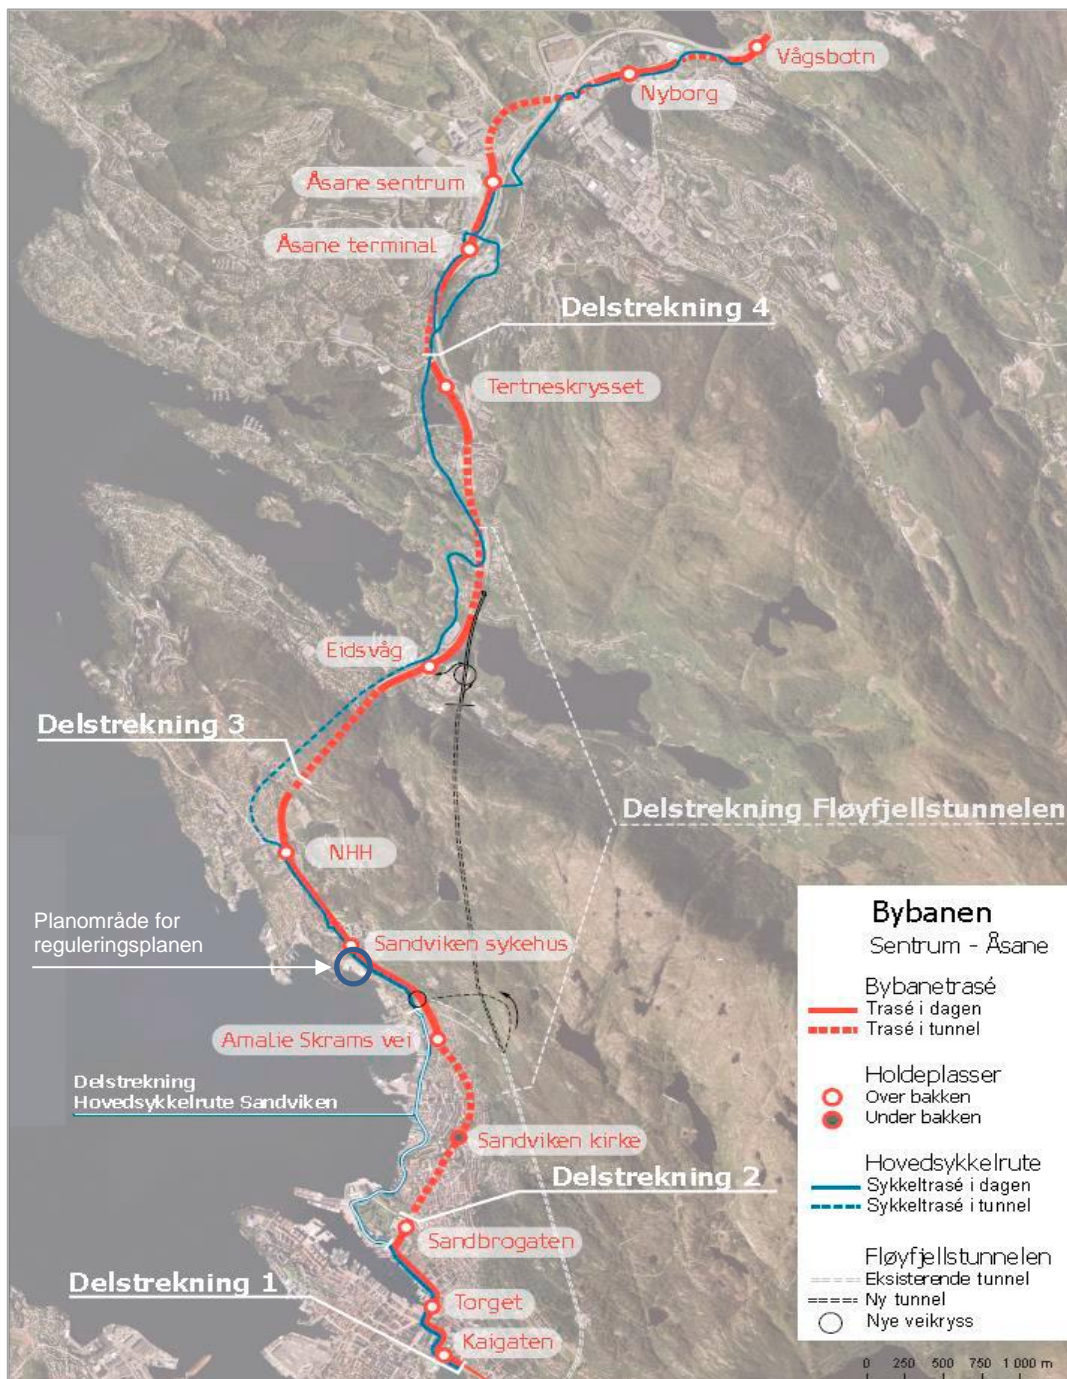 Vågsbotn
Nyborg
Åsane sentrum
Åsane terminal
Delstrekning 4
Tertneskrysset
Eidsvåg
Delstrekning 3
Delstrekning Fløyfjellstunnelen
NHH
Planområde for
reguleringsplanen
Sandviken sykehus
Amalie Skrams vei
Delstrekning
Hovedsykkelrute Sandviken
Sandviken kirke
Delstrekning 2
Sandbrogaten
Delstrekning 1
Torget
Kaigaten
Bybanen
Sentrum - Åsane
Bybanetrasé
Trasé i dagen
Trasé i tunnel
Holdeplasser
Over bakken
Under bakken
Hovedsykkelrute
Sykkeltrasé i dagen
Sykkeltrasé i tunnel
Fløyfjellstunnelen
Eksisterende tunnel
Ny tunnel
Nye veikryss
0 250 500 750 1 000 m